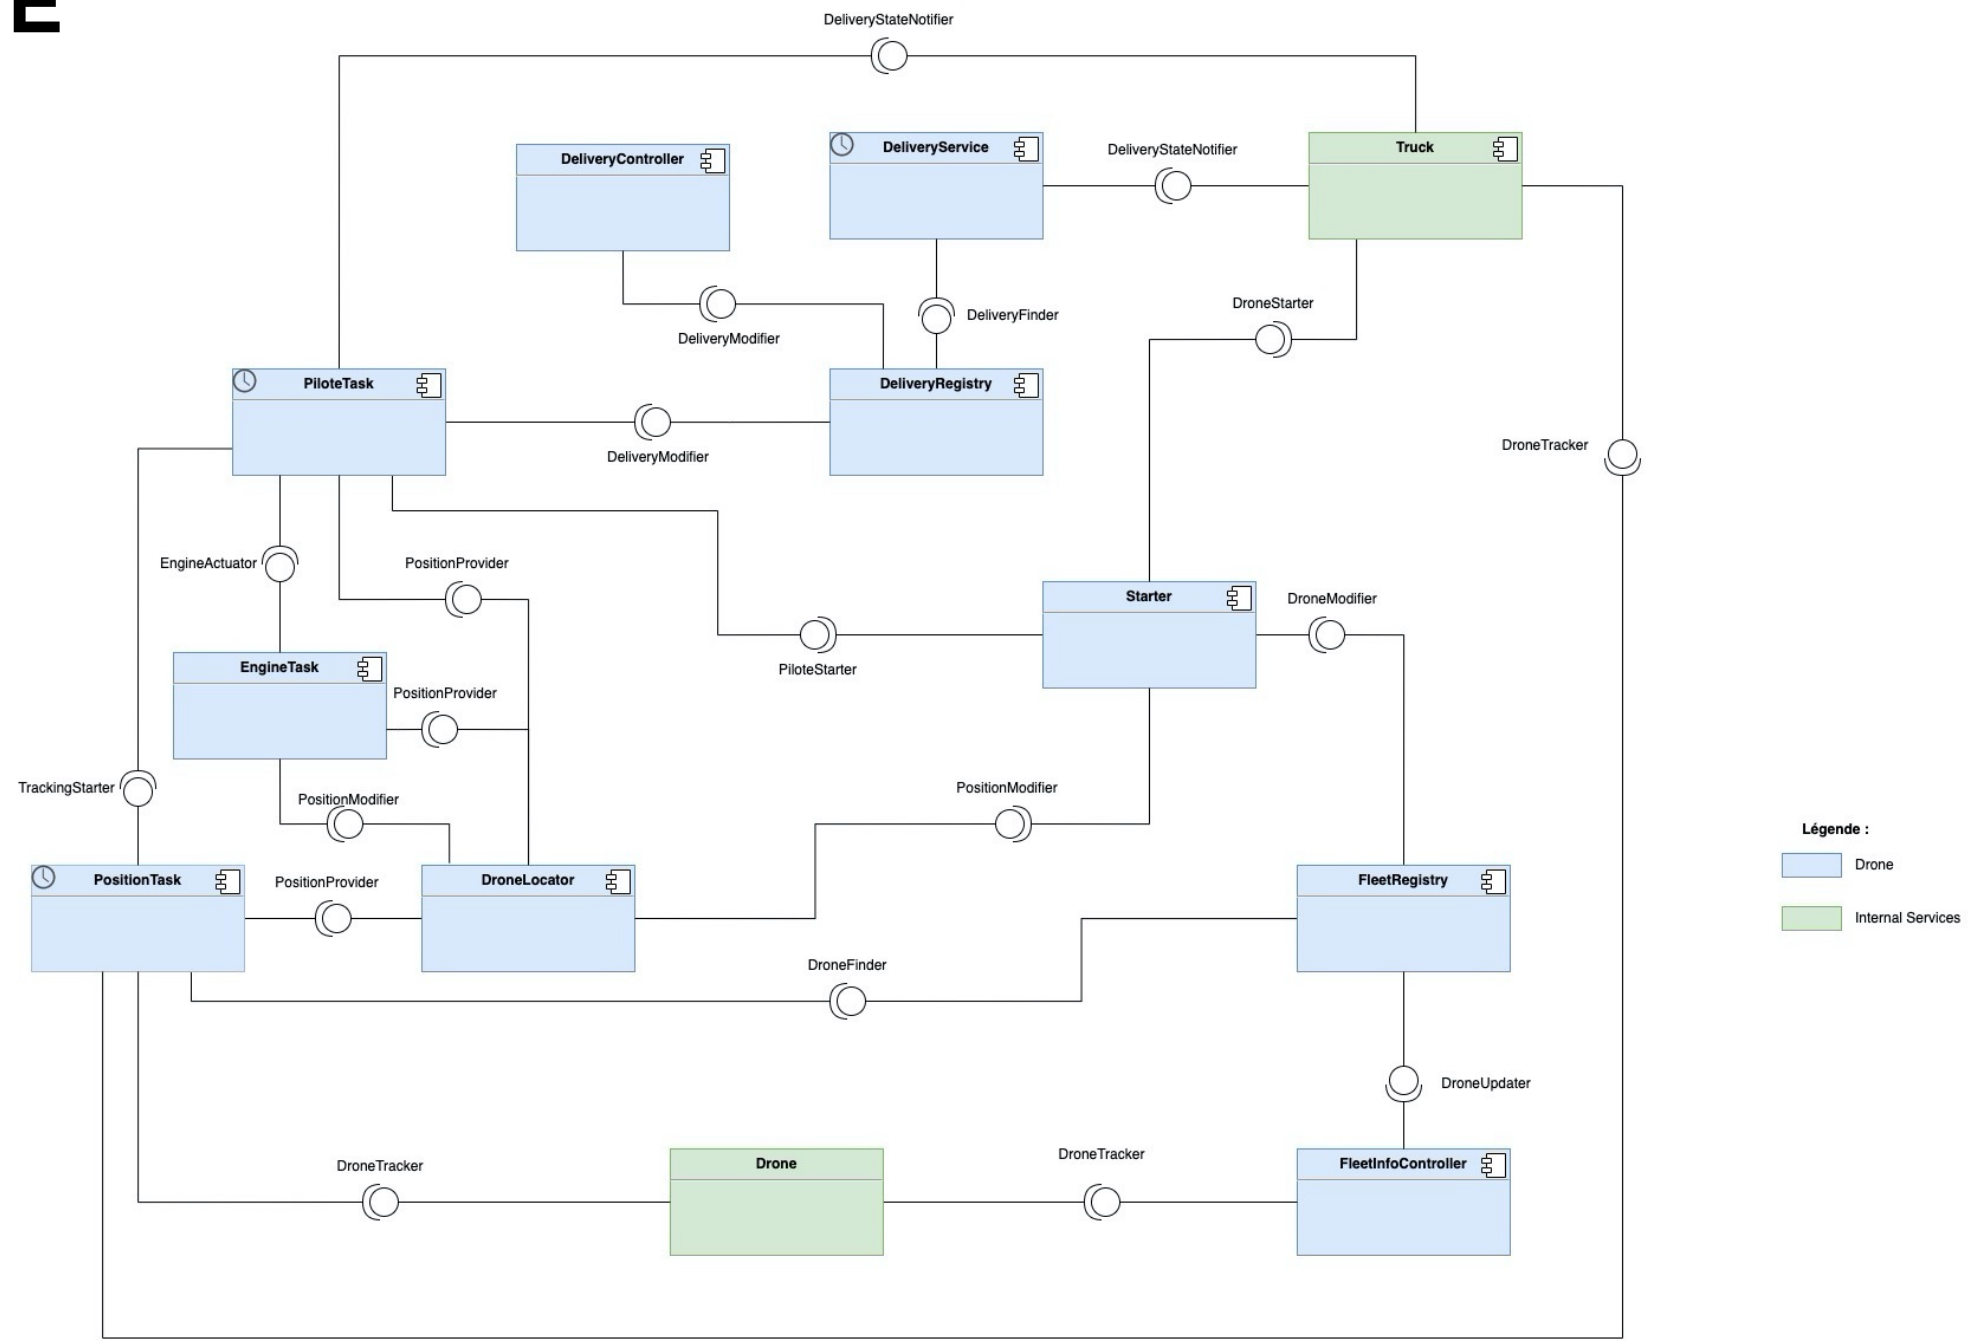 E
DeliveryStateNotifier
DeliveryController
DeliveryService
DeliveryStateNotifier
Truck
DroneStarter
DeliveryFinder
DeliveryModifier
PiloteTask
DeliveryRegistry
DroneTracker
DeliveryModifier
EngineActuator
PositionProvider
Starter
DroneModifier
EngineTask
PiloteStarter
PositionProvider
TrackingStarter
PositionModifier
PositionModifier
Légende :
Drone
PositionTask
PositionProvider
DroneLocator
FleetRegistry
Internal Services
DroneFinder
DroneUpdater
DroneTracker
Drone
DroneTracker
FleetInfoController